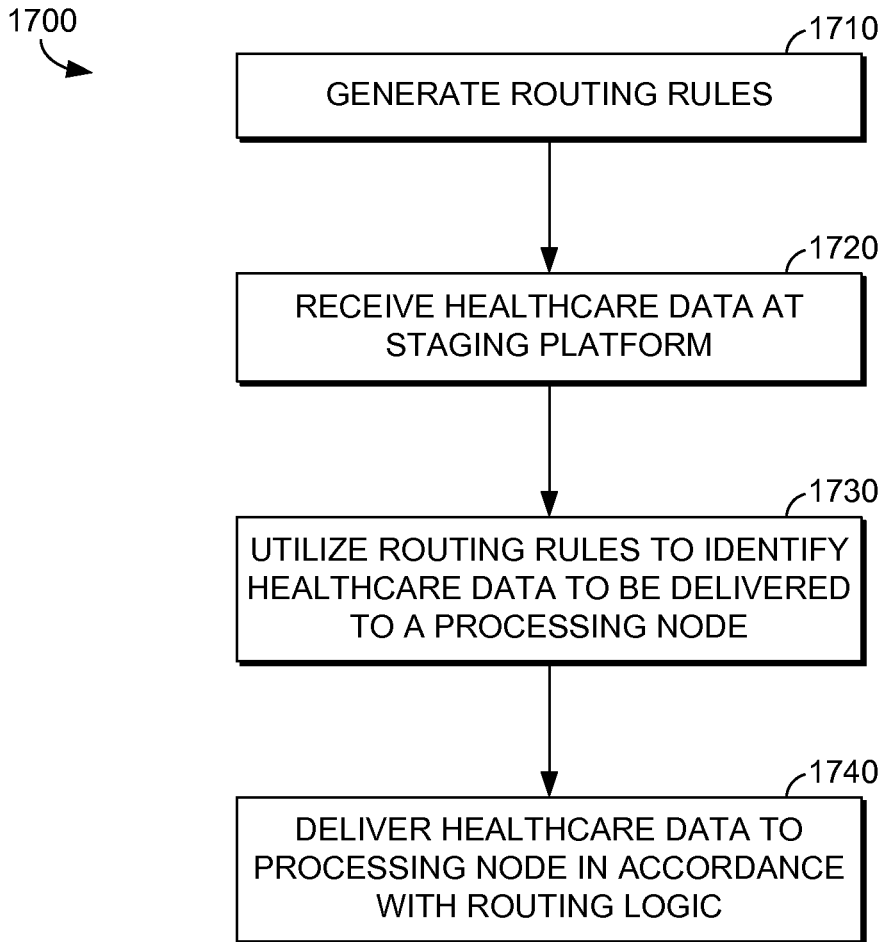 1700
1710
GENERATE ROUTING RULES
1720
RECEIVE HEALTHCARE DATA AT
STAGING PLATFORM
1730
UTILIZE ROUTING RULES TO IDENTIFY
HEALTHCARE DATA TO BE DELIVERED
TO A PROCESSING NODE
1740
DELIVER HEALTHCARE DATA TO
PROCESSING NODE IN ACCORDANCE
WITH ROUTING LOGIC